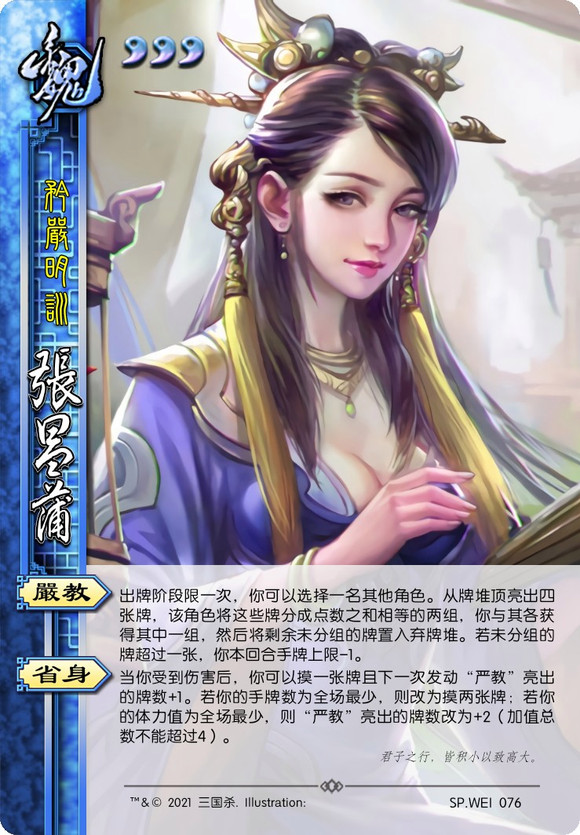 魏
矜嚴明訓
張昌蒲
嚴教
出牌阶段限一次，你可以选择一名其他角色。从牌堆顶亮出四
张牌，该角色将这些牌分成点数之和相等的两组，你与其各获
得其中一组，然后将剩余未分组的牌置入弃牌堆。若未分组的
牌超过一张，你本回合手牌上限-1。
省身
当你受到伤害后，你可以摸一张牌且下一次发动“严教”亮出
的牌数+1。若你的手牌数为全场最少，则改为摸两张牌；若你
的体力值为全场最少，则“严教”亮出的牌数改为+2（加值总
数不能超过4）。
君子之行，皆积小以致高大。
™&© 2021 三国杀. Illustration:
SP.WEI 076